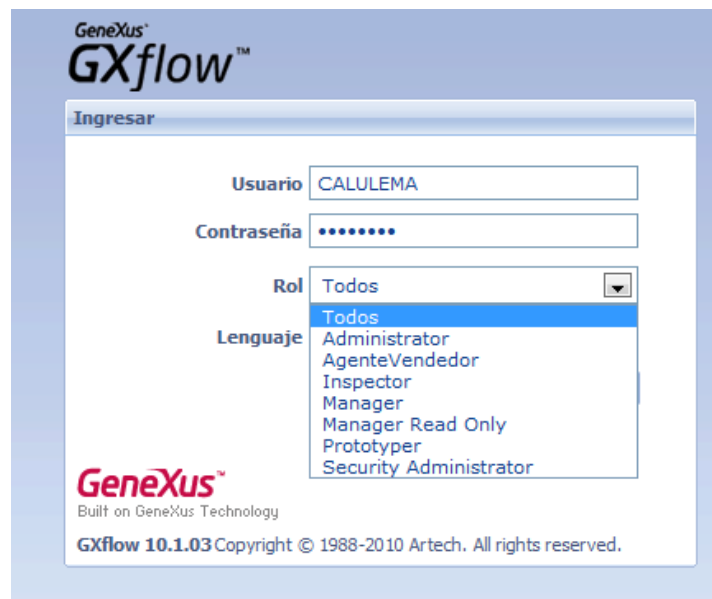 GeneXus
GXflow™
Ingresar
Usuario CALULEMA
Contraseña ••••••••
Rol Todos
Todos
Lenguaje Administrator
AgenteVendedor
Inspector
Manager
Manager Read Only
Prototyper
Security Administrator
GeneXus™
Built on GeneXus Technology
GXflow 10.1.03 Copyright © 1988-2010 Artech. All rights reserved.